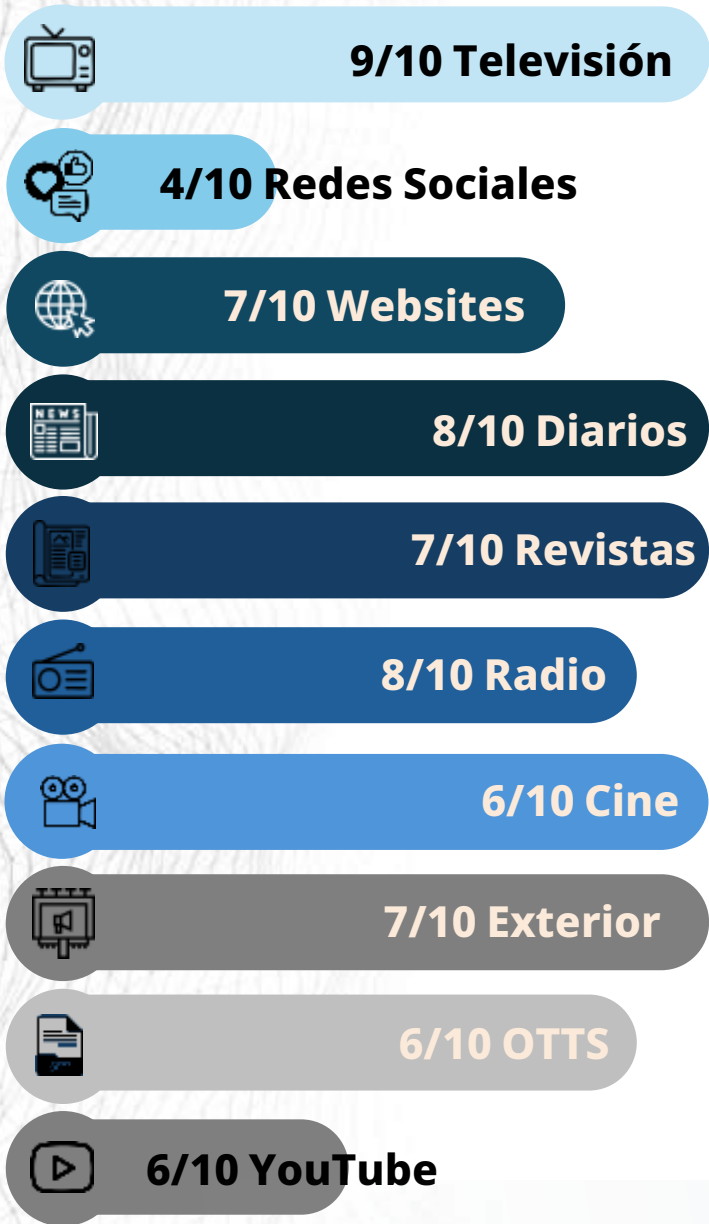 9/10 Televisión
4/10 Redes Sociales
7/10 Websites
NEWS
8/10 Diarios
7/10 Revistas
8/10 Radio
6/10 Cine
7/10 Exterior
6/10 OTTS
6/10 YouTube